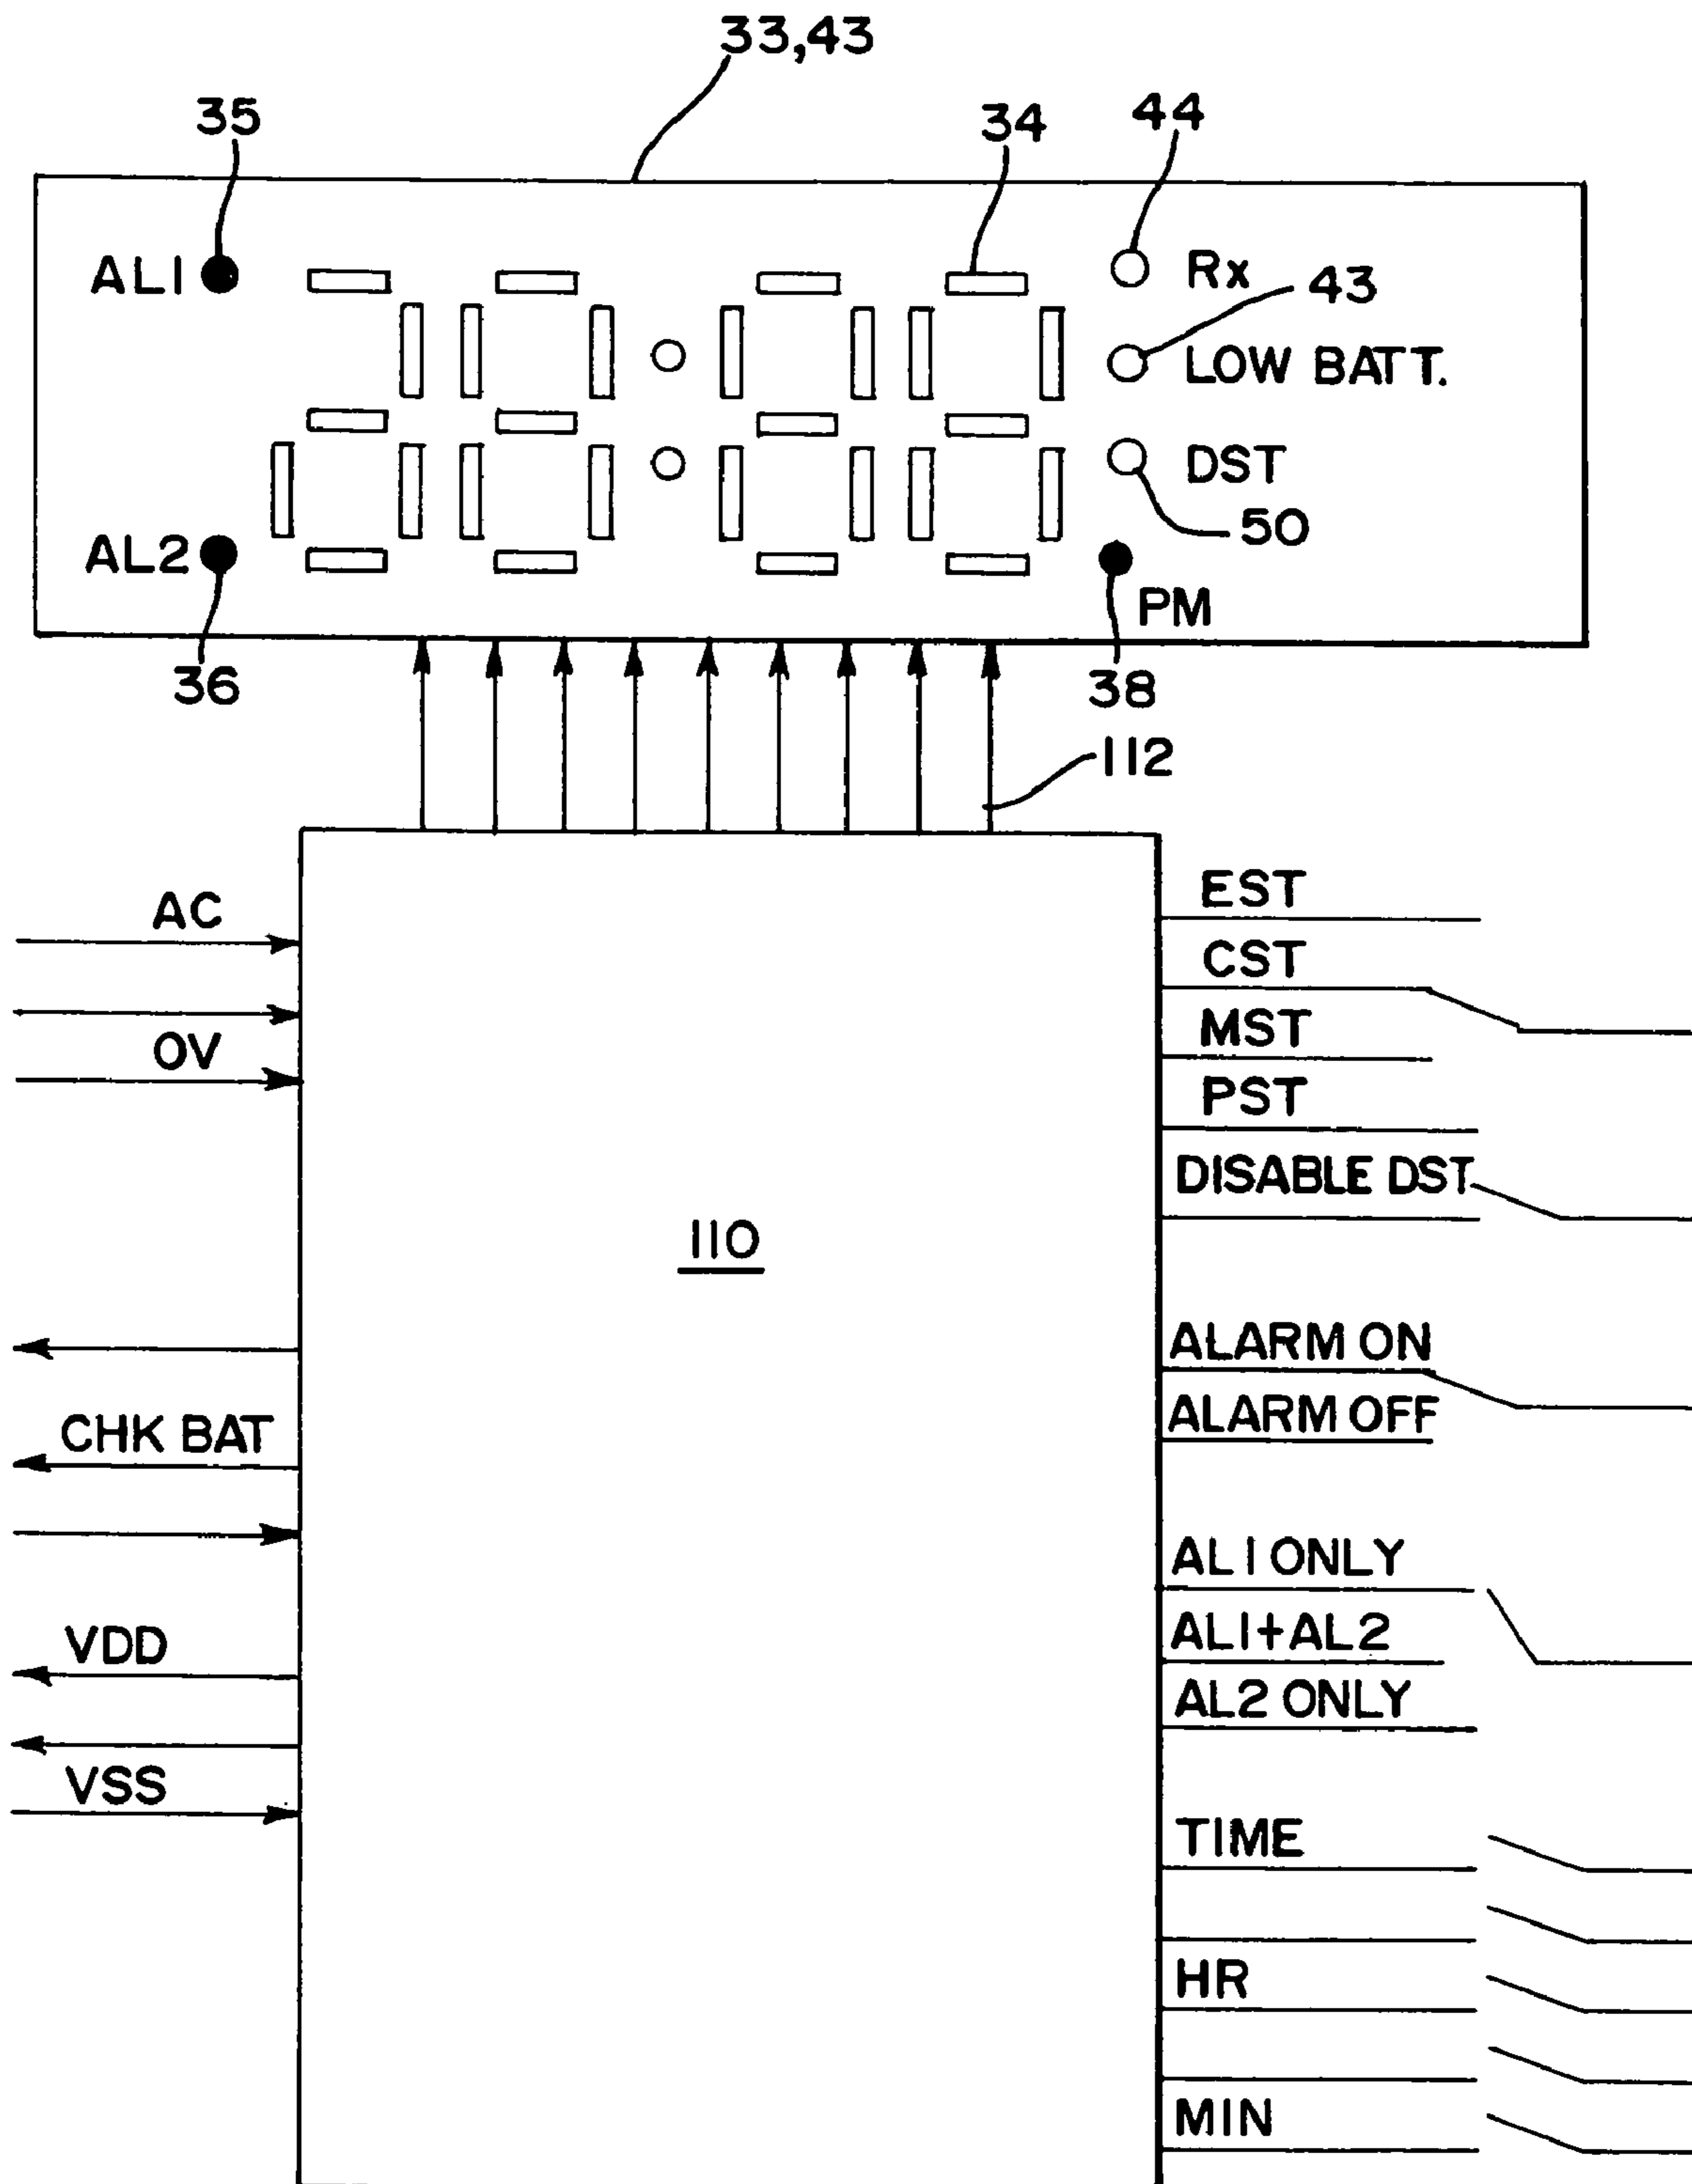 33,43
35
34
44
AL1
Rx
43
LOW BATT.
DST
50
AL2
PM
36
38
112
AC
OV
CHK BAT
VDD
VSS
110
EST
CST
MST
PST
DISABLE DST
ALARM ON
ALARM OFF
AL1 ONLY
AL1+AL2
AL2 ONLY
TIME
HR
MIN